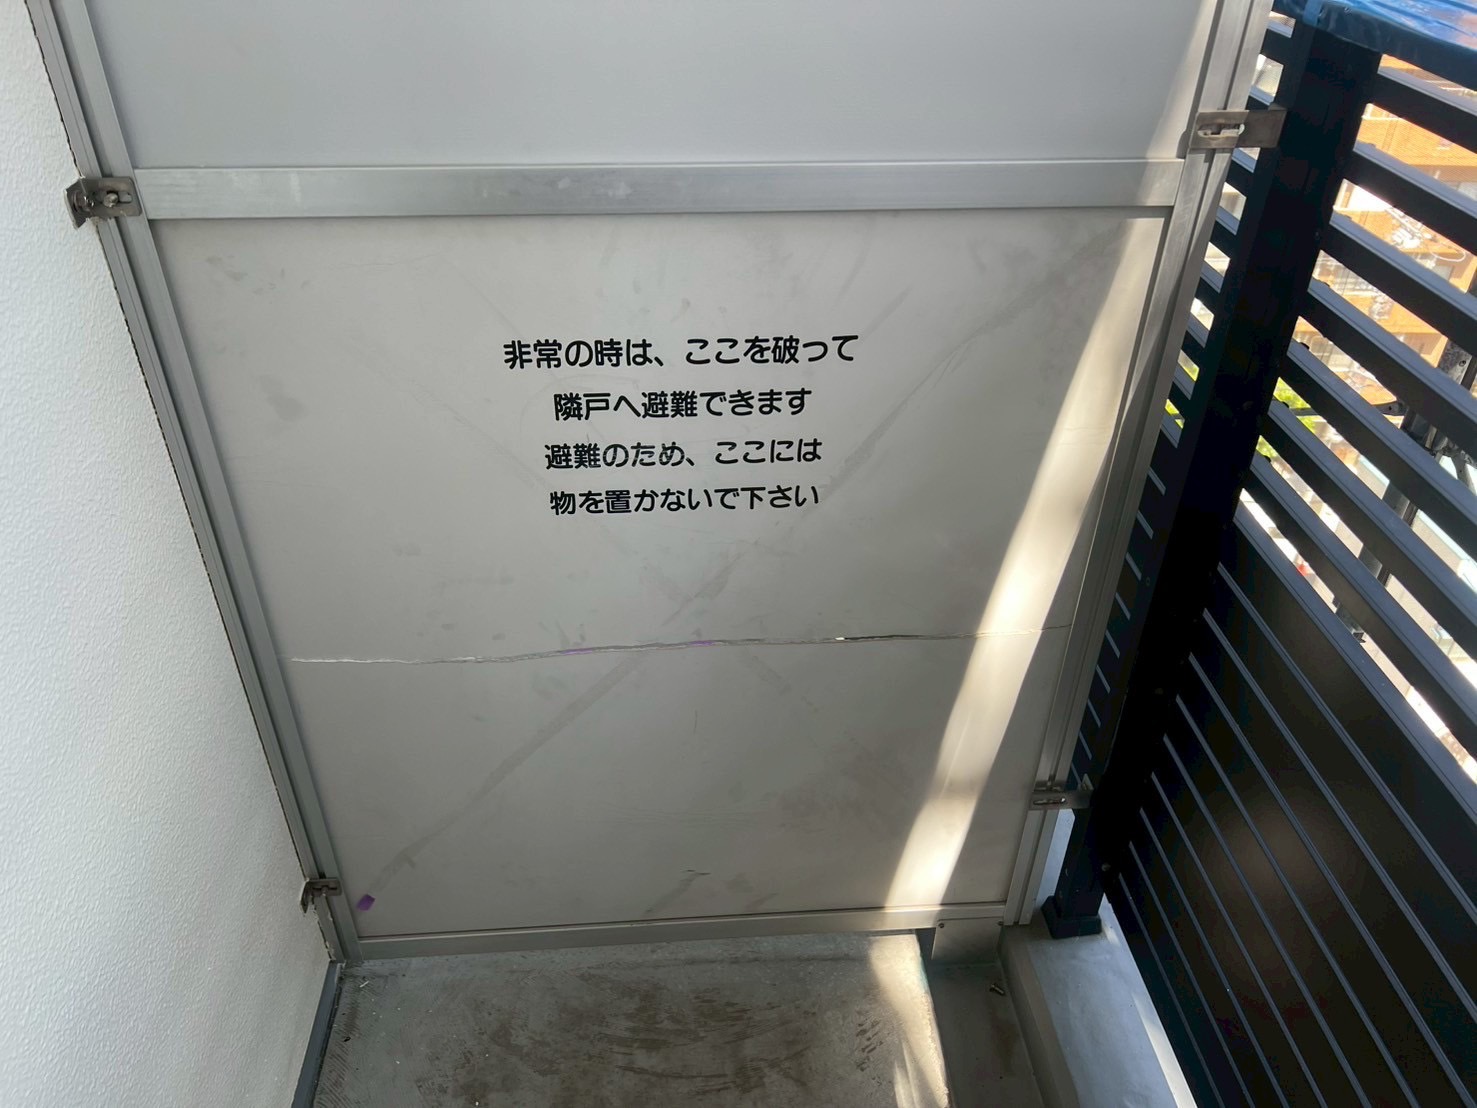 非常の時は、ここを破って
隣戸へ避難できます
避難のため、ここには
物を置かないで下さい